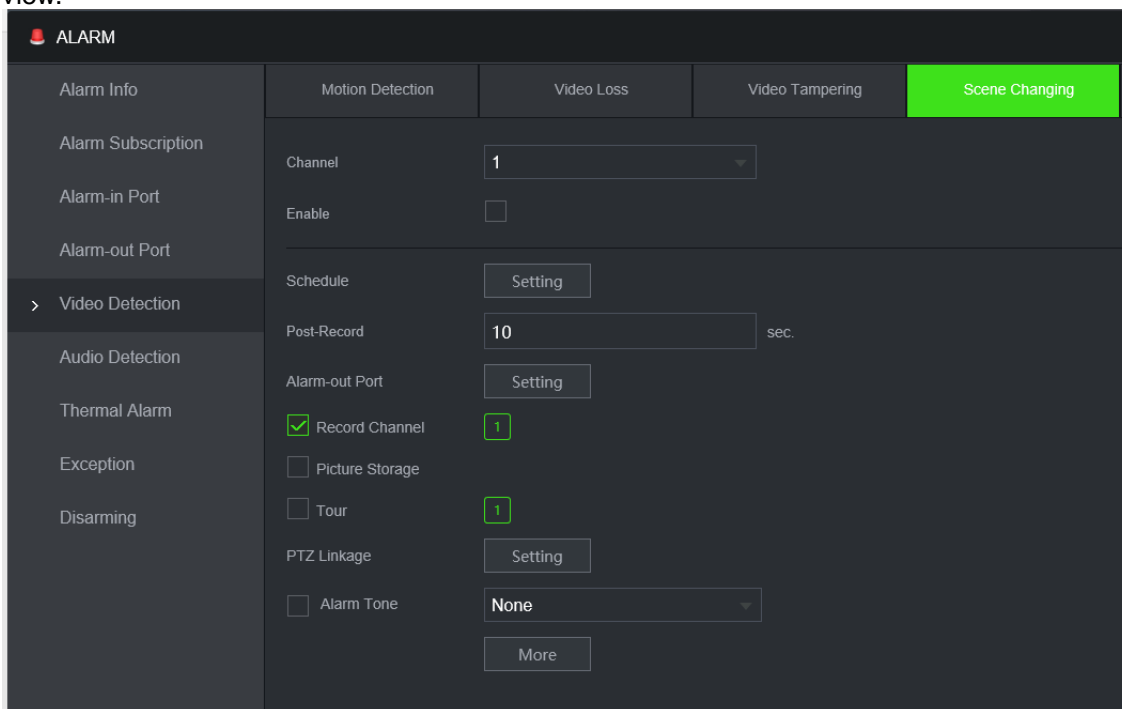 view.
ALARM
Alarm Info
Alarm Subscription
Alarm-in Port
Alarm-out Port
Video Detection
Audio Detection
Thermal Alarm
Exception
Disarming
Motion Detection Video Loss Video Tampering Scene Changing
Channel 1
Enable
Schedule Setting
Post-Record 10 sec.
Alarm-out Port Setting
Record Channel 1
Picture Storage
Tour 1
PTZ Linkage Setting
Alarm Tone None
More